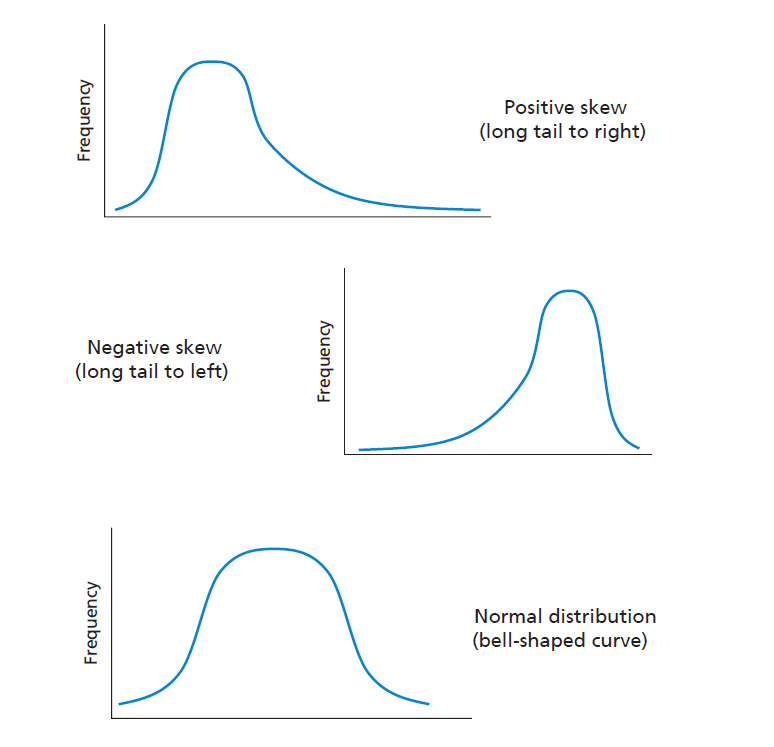 Frequency
Positive skew
(long tail to right)
Negative skew
(long tail to left)
Frequency
Frequency
Normal distribution
(bell-shaped curve)